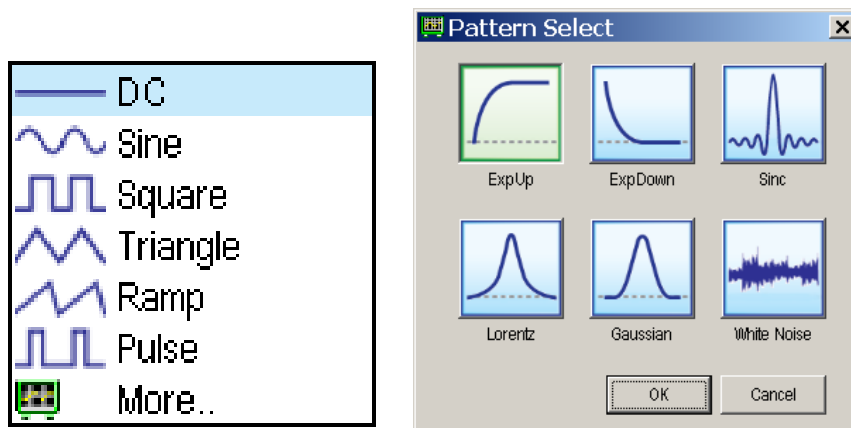 DC
Sine
Square
Triangle
Ramp
Pulse
More..
Pattern Select
ExpUp ExpDown Sinc
Lorentz Gaussian White Noise
OK Cancel